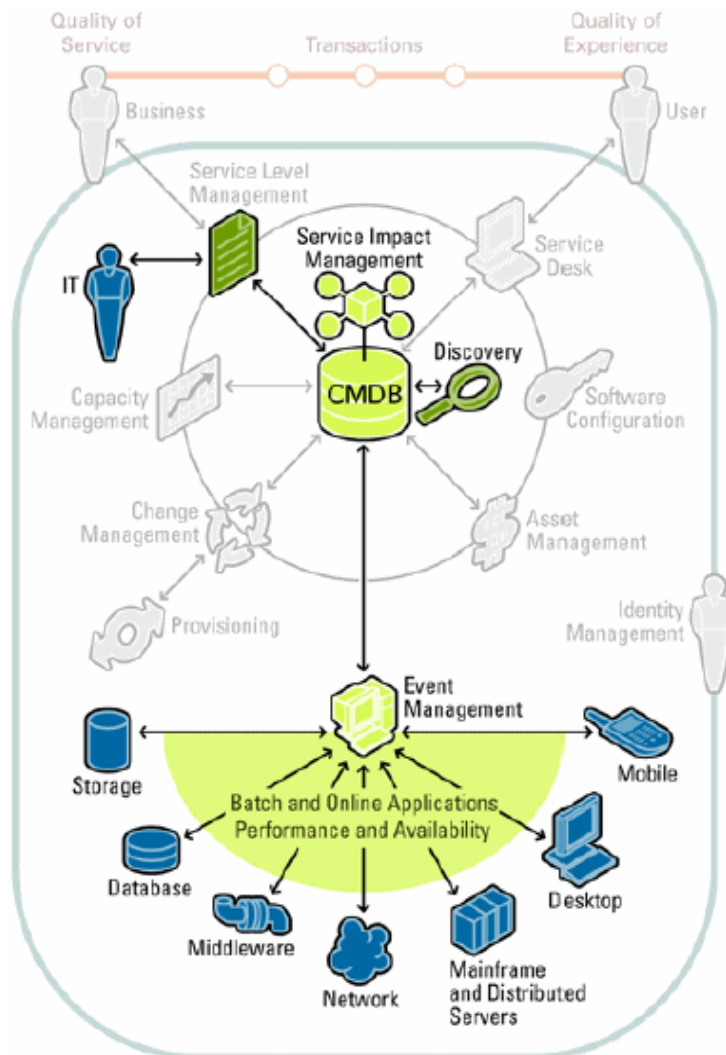 Quality of
Service
Transactions
Quality of
Experience
Business
User
Service Level
Management
Service Impact
Management
Service
Desk
IT
Discovery
CMDB
Capacity
Management
Software
Configuration
Change
Management
Asset
Management
Provisioning
Identity
Management
Event
Management
Storage
Mobile
Batch and Online Applications
Performance and Availability
Database
Desktop
Middleware
Network
Mainframe
and Distributed
Servers